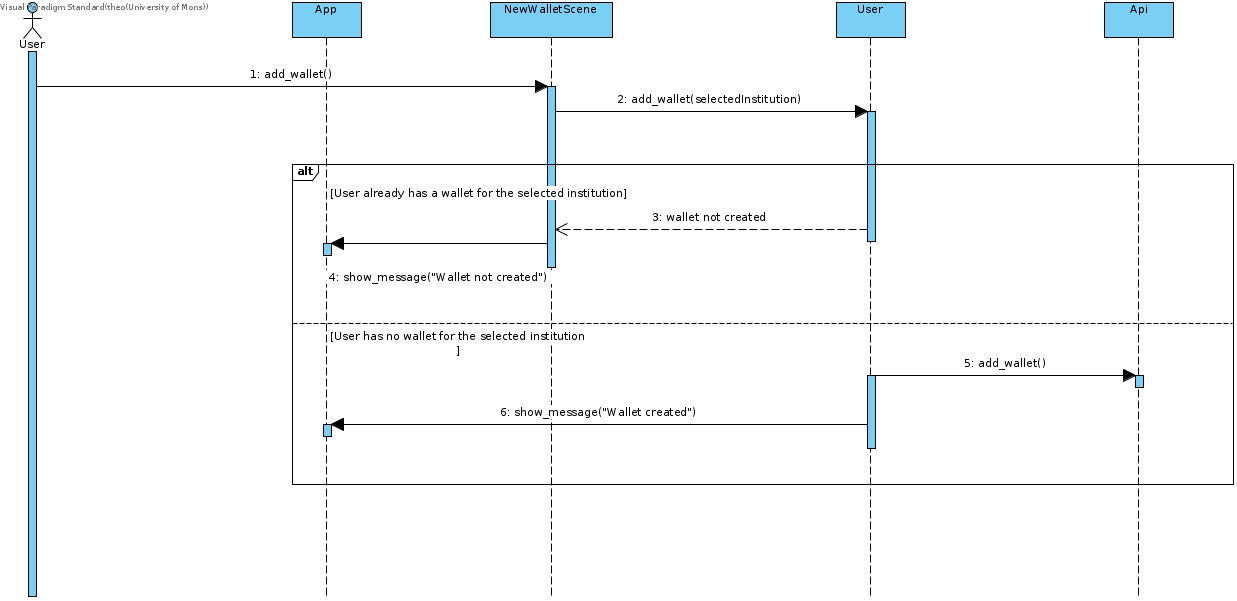 Visual Paradigm Standard(theo(University of Mons))
App
NewWalletScene
User
Api
User
1: add_wallet()
2: add_wallet(selectedInstitution)
alt
[User already has a wallet for the selected institution]
3: wallet not created
4: show_message("Wallet not created")
[User has no wallet for the selected institution
]
5: add_wallet()
6: show_message("Wallet created")